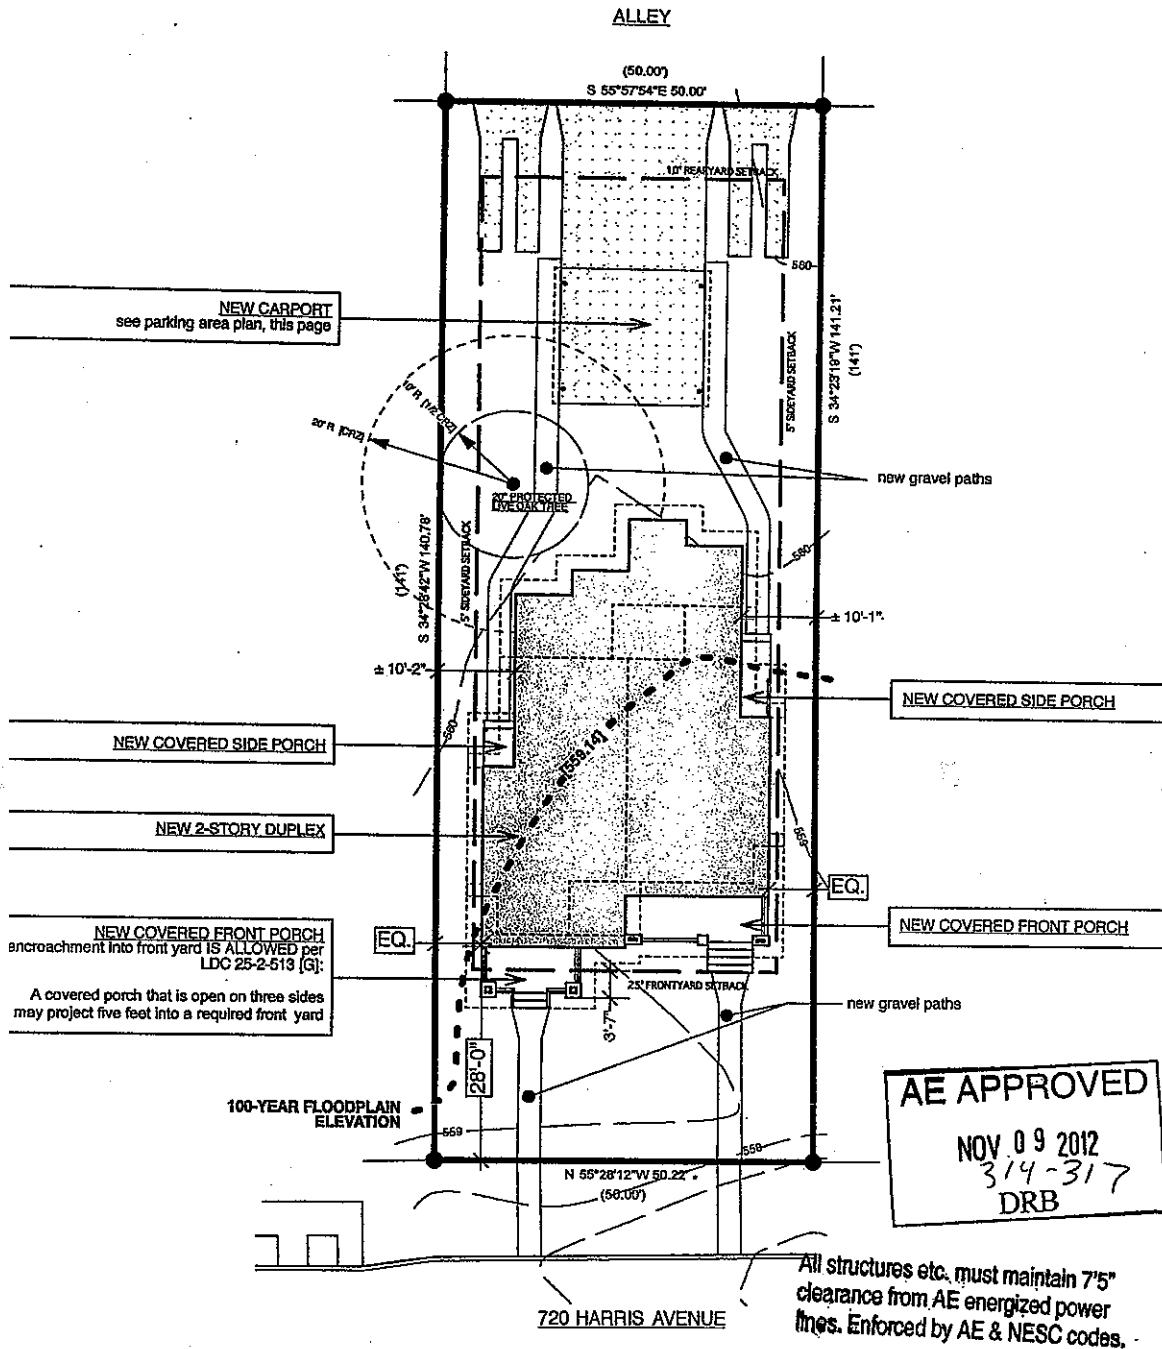 ALLEY
(50.00')
S 55°57'54"E 50.00'
10' REARYARD SETBACK
560
NEW CARPORT
see parking area plan, this page
5' SIDEYARD SETBACK
S 34°23'19"W 141.21'
(141')
10' R [1/2 CRZ]
20' R [CRZ]
20" PROTECTED
LIVE OAK TREE
new gravel paths
5' SIDEYARD SETBACK
S 34°28'42"W 140.78'
(141')
560
± 10'-1"
± 10'-2"
NEW COVERED SIDE PORCH
560
NEW COVERED SIDE PORCH
[559.14]
NEW 2-STORY DUPLEX
559
EQ.
NEW COVERED FRONT PORCH
encroachment into front yard IS ALLOWED per
LDC 25-2-513 [G]:
A covered porch that is open on three sides
may project five feet into a required front yard
EQ.
NEW COVERED FRONT PORCH
25' FRONTYARD SETBACK
3'-7"
new gravel paths
28'-0"
100-YEAR FLOODPLAIN
ELEVATION
559
558
N 55°28'12"W 50.22'
(50.00')
AE APPROVED
NOV 09 2012
314-317
DRB
720 HARRIS AVENUE
All structures etc. must maintain 7'5"
clearance from AE energized power
lines. Enforced by AE & NESC codes.